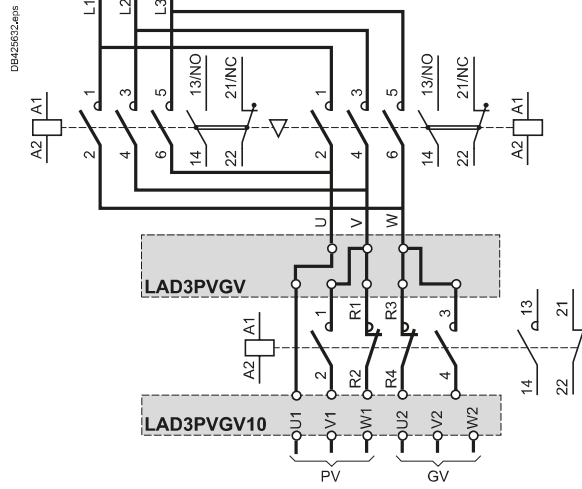 DB425632.eps
L1 L2 L3
A1 1 3 5 13/NO 21/NC 1 3 5 13/NO 21/NC A1
A2 2 4 6 14 22 2 4 6 14 22 A2
U V W
LAD3PVGV
A1 1 R1 R3 3 13 21
A2 2 R2 R4 4 14 22
LAD3PVGV10 U1 V1 W1 U2 V2 W2
PV GV